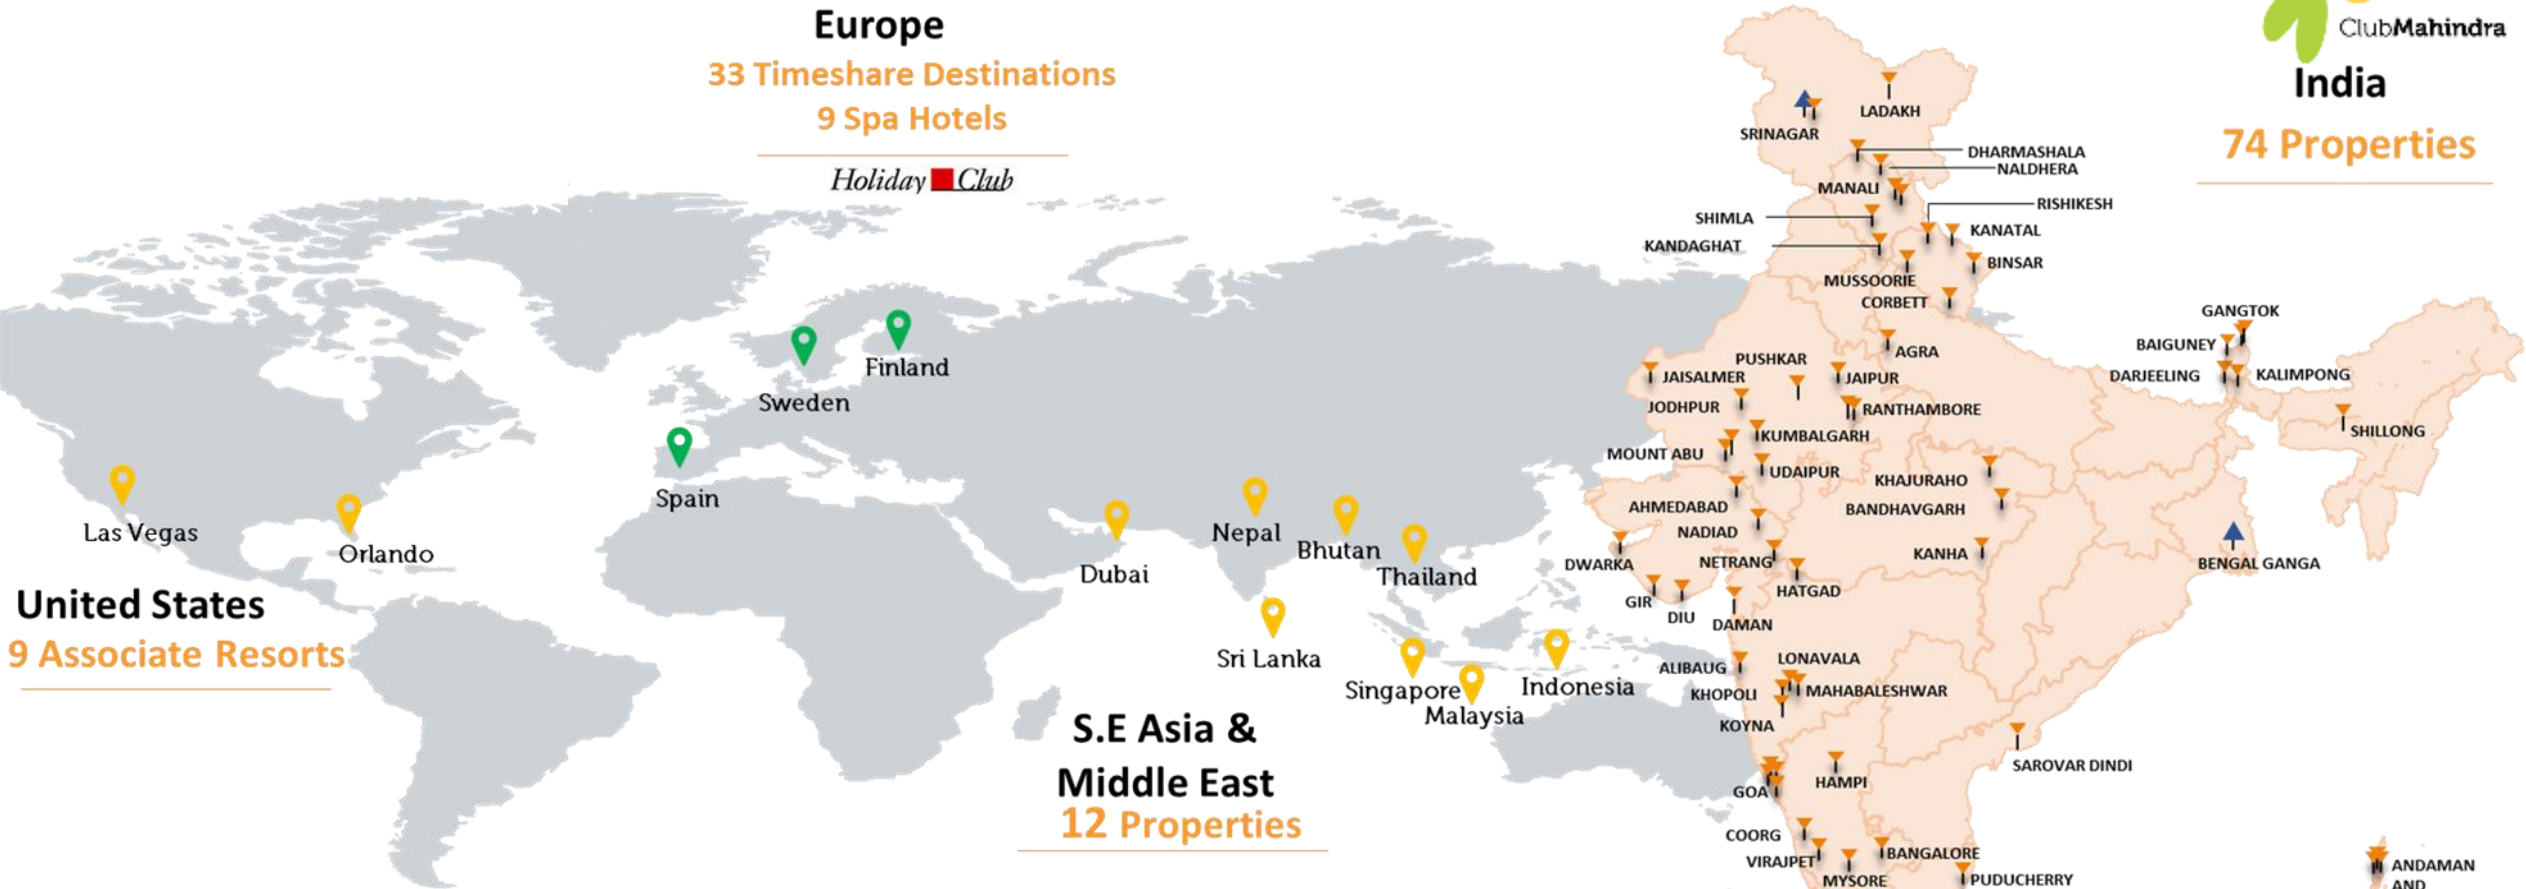 Europe
33 Timeshare Destinations
9 Spa Hotels
Holiday Club
ClubMahindra
India
74 Properties
Finland
Sweden
Spain
Las Vegas
Orlando
United States
9 Associate Resorts
Dubai
Nepal
Bhutan
Thailand
Sri Lanka
Singapore
Malaysia
Indonesia
S.E Asia &
Middle East
12 Properties
LADAKH
SRINAGAR
DHARMASHALA
NALDHERA
MANALI
RISHIKESH
SHIMLA
KANATAL
KANDAGHAT
BINSAR
MUSSOORIE
CORBETT
GANGTOK
BAIGUNEY
DARJEELING
KALIMPONG
SHILLONG
AGRA
PUSHKAR
JAISALMER
JAIPUR
JODHPUR
RANTHAMBORE
KUMBALGARH
MOUNT ABU
UDAIPUR
KHAJURAHO
AHMEDABAD
BANDHAVGARH
NADIAD
KANHA
DWARKA
NETRANG
BENGAL GANGA
HATGAD
GIR
DIU
DAMAN
ALIBAUG
LONAVALA
KHOPOLI
MAHABALESHWAR
KOYNA
SAROVAR DINDI
HAMPI
GOA
COORG
VIRAJPET
BANGALORE
MYSORE
PUDUCHERRY
ANDAMAN
AND